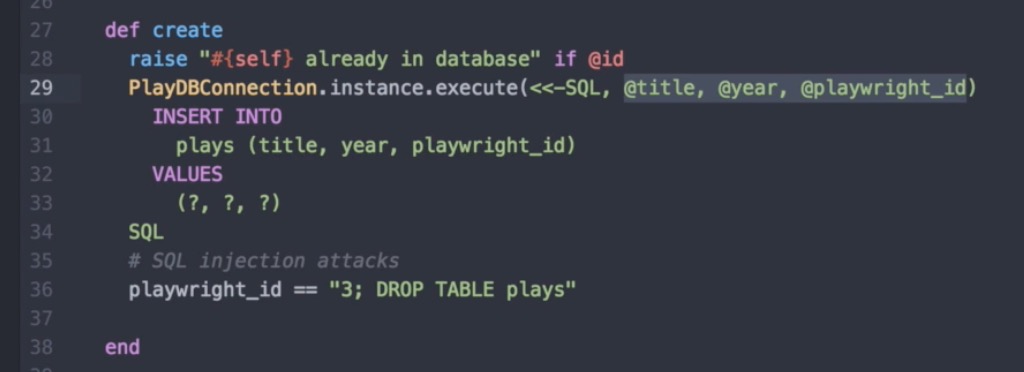 27 def create
28 raise "#{self} already in database" if @id
29 PlayDBConnection.instance.execute(<<-SQL, @title, @year, @playwright_id)
30 INSERT INTO
31 plays (title, year, playwright_id)
32 VALUES
33 (?, ?, ?)
34 SQL
35 # SQL injection attacks
36 playwright_id == "3; DROP TABLE plays"
37
38 end